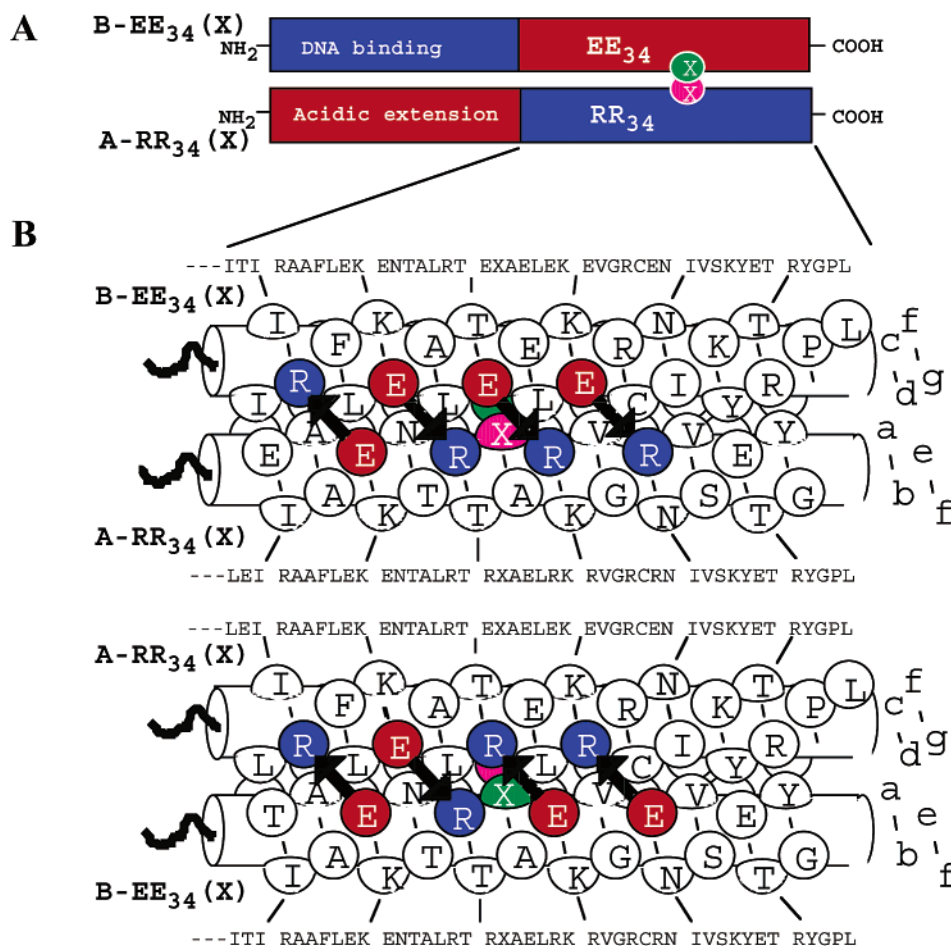 A
B-EE34(X)
NH2
DNA binding
EE34
X
COOH
NH2
Acidic extension
RR34
X
COOH
A-RR34(X)
B
---ITI RAAFLEK ENTALRT EXAELEK EVGRCEN IVSKYET RYGPL
B-EE34(X)
I K T K N T L
F A E R K P
R E E E I R
I L L L C Y
A N X V V Y
E E R R R E
A T A G S G
I K T K N T
c f
d g
a e
b f
A-RR34(X)
---LEI RAAFLEK ENTALRT RXAELRK RVGRCRN IVSKYET RYGPL
---LEI RAAFLEK ENTALRT EXAELEK EVGRCEN IVSKYET RYGPL
A-RR34(X)
I K T K N T L
F A E R K P
R E R R I R
L L L L C Y
A N X V V Y
T E R E E E
A T A G S G
I K T K N T
c f
d g
a e
b f
B-EE34(X)
---ITI RAAFLEK ENTALRT RXAELRK RVGRCRN IVSKYET RYGPL